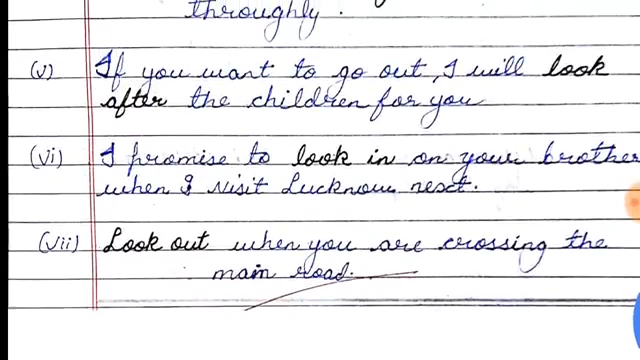 throughly.
(v) If you want to go out, I will look
after the children for you
(vi) I promise to look in on your brother
when I visit Lucknow next.
(vii) Look out when you are crossing the
main road.